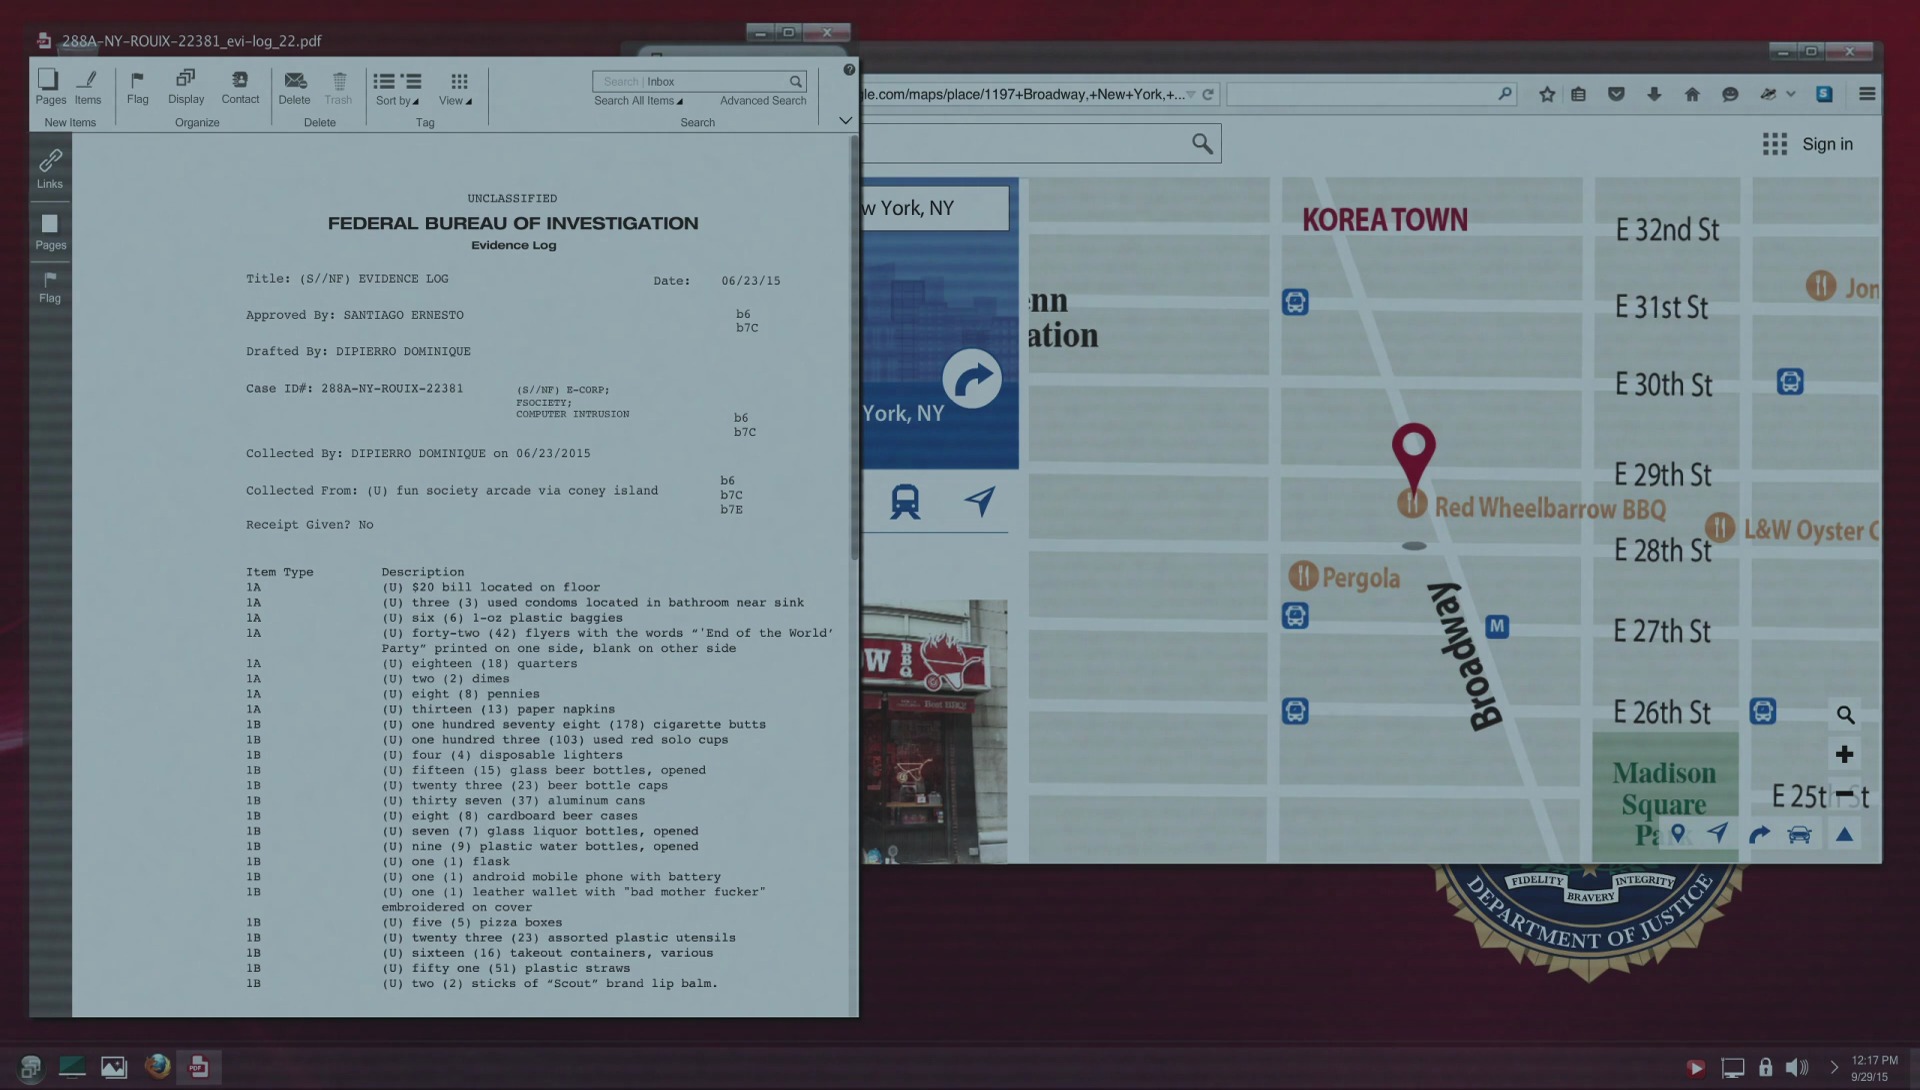 288A-NY-ROUIX-22381_evi-log_22.pdf
Pages Items Flag Display Contact Delete Trash Sort by View
New Items Organize Delete Tag
Search | Inbox
Search All Items Advanced Search
Search
Links
Pages
Flag
UNCLASSIFIED
FEDERAL BUREAU OF INVESTIGATION
Evidence Log
Title: (S//NF) EVIDENCE LOG Date: 06/23/15
Approved By: SANTIAGO ERNESTO b6
b7C
Drafted By: DIPIERRO DOMINIQUE
Case ID#: 288A-NY-ROUIX-22381 (S//NF) E-CORP;
FSOCIETY;
COMPUTER INTRUSION b6
b7C
Collected By: DIPIERRO DOMINIQUE on 06/23/2015
Collected From: (U) fun society arcade via coney island b6
b7C
b7E
Receipt Given? No
Item Type Description
1A (U) $20 bill located on floor
1A (U) three (3) used condoms located in bathroom near sink
1A (U) six (6) 1-oz plastic baggies
1A (U) forty-two (42) flyers with the words “'End of the World’
Party” printed on one side, blank on other side
1A (U) eighteen (18) quarters
1A (U) two (2) dimes
1A (U) eight (8) pennies
1A (U) thirteen (13) paper napkins
1B (U) one hundred seventy eight (178) cigarette butts
1B (U) one hundred three (103) used red solo cups
1B (U) four (4) disposable lighters
1B (U) fifteen (15) glass beer bottles, opened
1B (U) twenty three (23) beer bottle caps
1B (U) thirty seven (37) aluminum cans
1B (U) eight (8) cardboard beer cases
1B (U) seven (7) glass liquor bottles, opened
1B (U) nine (9) plastic water bottles, opened
1B (U) one (1) flask
1B (U) one (1) android mobile phone with battery
1B (U) one (1) leather wallet with "bad mother fucker"
embroidered on cover
1B (U) five (5) pizza boxes
1B (U) twenty three (23) assorted plastic utensils
1B (U) sixteen (16) takeout containers, various
1B (U) fifty one (51) plastic straws
1B (U) two (2) sticks of “Scout” brand lip balm.
gle.com/maps/place/1197+Broadway,+New+York,+...
Sign in
w York, NY
York, NY
W BBQ
Best BBQ
KOREATOWN
E 32nd St
Jon
enn
ation
E 31st St
E 30th St
E 29th St
Red Wheelbarrow BBQ
L&W Oyster C
E 28th St
Pergola
Broadway
M
E 27th St
E 26th St
Madison
Square
Pa
E 25th St
FIDELITY BRAVERY INTEGRITY
DEPARTMENT OF JUSTICE
PDF
12:17 PM
9/29/15